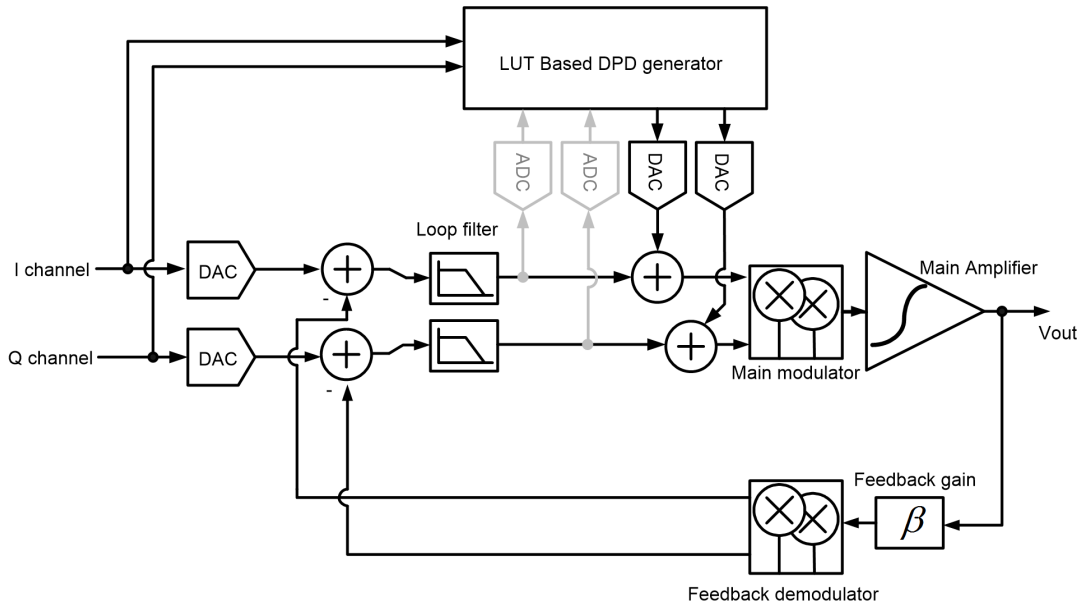 LUT Based DPD generator
ADC
ADC
DAC
DAC
Loop filter
I channel
DAC
+
+
Main Amplifier
-
Vout
Q channel
DAC
+
+
Main modulator
-
Feedback gain
β
Feedback demodulator